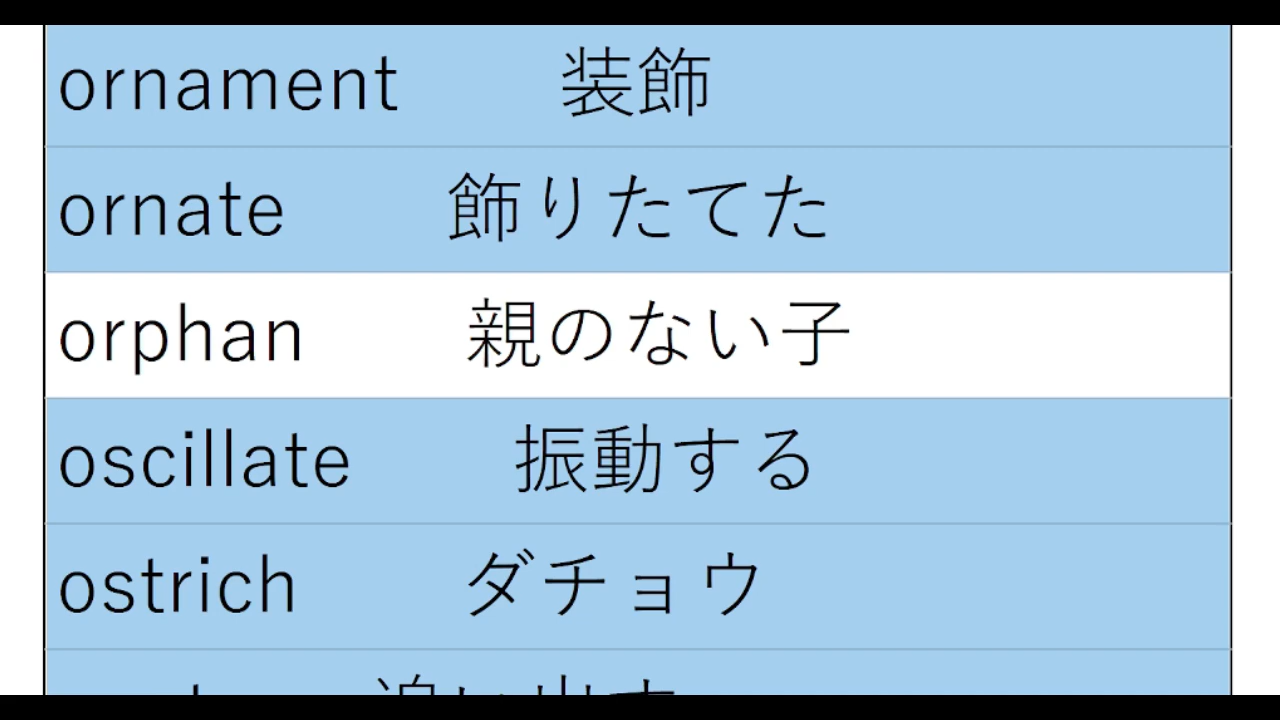 ornament 装飾
ornate 飾りたてた
orphan 親のない子
oscillate 振動する
ostrich ダチョウ